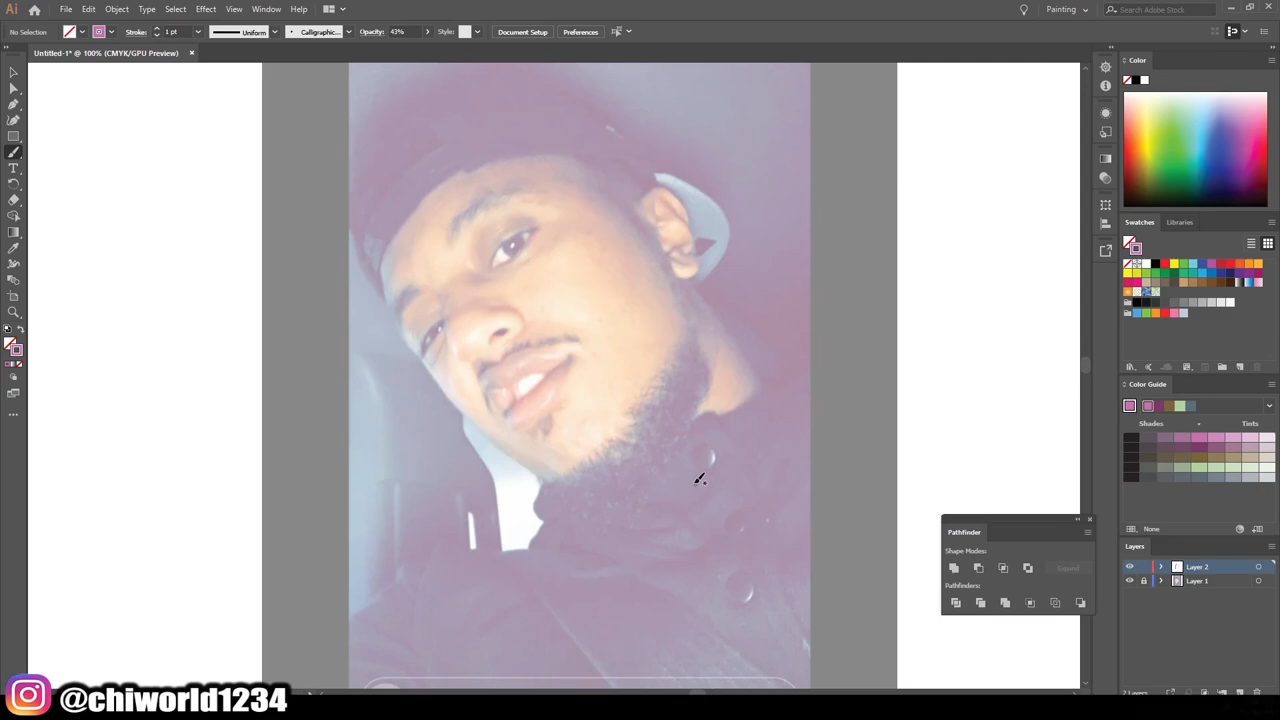 Ai File Edit Object Type Select Effect View Window Help Painting Search Adobe Stock
No Selection Stroke: 1 pt Uniform Calligraphic... Opacity: 43% Style: Document Setup Preferences
Untitled-1* @ 100% (CMYK/GPU Preview)
Color
Swatches Libraries
Color Guide
Shades Tints
None
Pathfinder
Shape Modes:
Expand
Pathfinders:
Layers
Layer 2
Layer 1
2 Layers
@chiworld1234